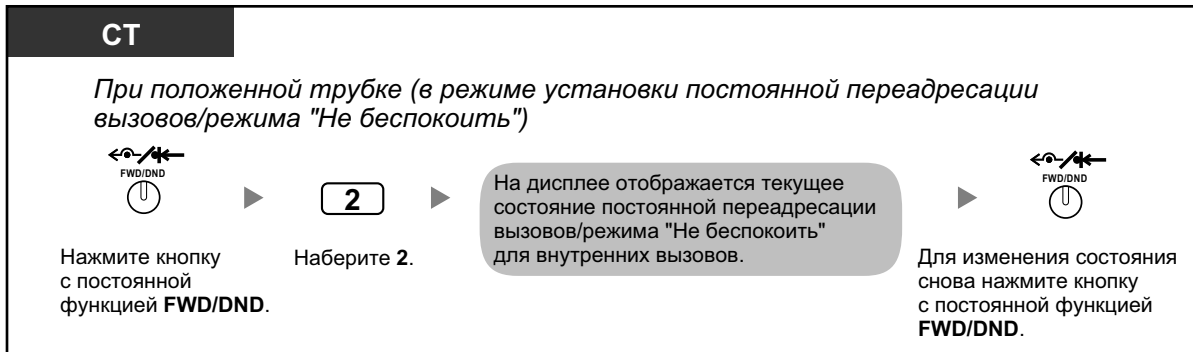 СТ
При положенной трубке (в режиме установки постоянной переадресации
вызовов/режима "Не беспокоить")
FWD/DND
Нажмите кнопку
с постоянной
функцией FWD/DND.
2
Наберите 2.
На дисплее отображается текущее
состояние постоянной переадресации
вызовов/режима "Не беспокоить"
для внутренних вызовов.
FWD/DND
Для изменения состояния
снова нажмите кнопку
с постоянной функцией
FWD/DND.